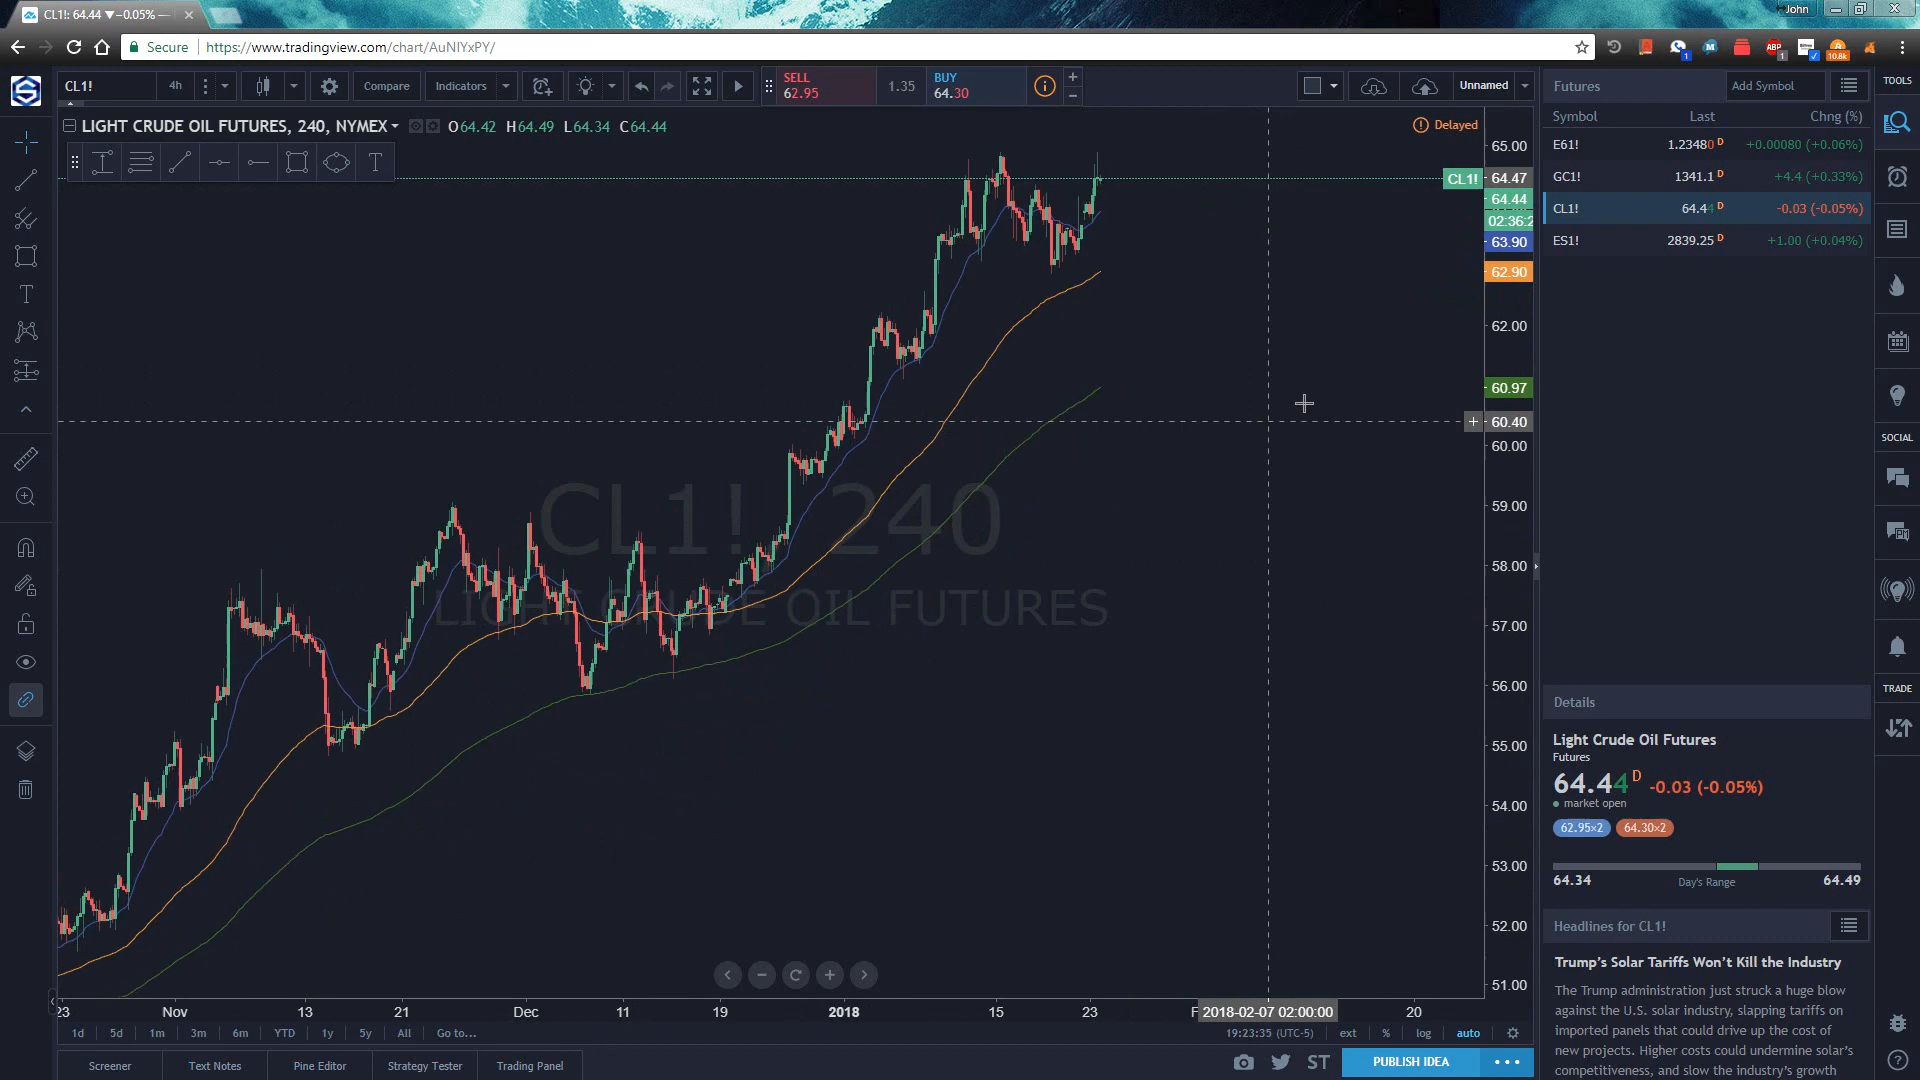 CL1!: 64.44 ▼−0.05% —
John
Secure
https://www.tradingview.com/chart/AuNIYxPY/
ABP
1
1
10.8k
CL1!
4h
Compare
Indicators
SELL
62.95
1.35
BUY
64.30
Unnamed
LIGHT CRUDE OIL FUTURES, 240, NYMEX
O64.42 H64.49 L64.34 C64.44
Delayed
T
T
CL1!, 240
LIGHT CRUDE OIL FUTURES
65.00
CL1!
64.47
64.44
02:36:2
63.90
62.90
62.00
60.97
60.40
60.00
59.00
58.00
57.00
56.00
55.00
54.00
53.00
52.00
51.00
23
Nov
13
21
Dec
11
19
2018
15
23
F
2018-02-07 02:00:00
20
1d
5d
1m
3m
6m
YTD
1y
5y
All
Go to...
19:23:35 (UTC-5)
ext
%
log
auto
Screener
Text Notes
Pine Editor
Strategy Tester
Trading Panel
ST
PUBLISH IDEA
Futures
Add Symbol
Symbol Last Chng (%)
E61! 1.23480 D +0.00080 (+0.06%)
GC1! 1341.1 D +4.4 (+0.33%)
CL1! 64.44 D -0.03 (-0.05%)
ES1! 2839.25 D +1.00 (+0.04%)
Details
Light Crude Oil Futures
Futures
64.44 D -0.03 (-0.05%)
market open
62.95×2 64.30×2
64.34 Day's Range 64.49
Headlines for CL1!
Trump's Solar Tariffs Won't Kill the Industry
The Trump administration just struck a huge blow
against the U.S. solar industry, slapping tariffs on
imported panels that could drive up the cost of
new projects. Higher costs could undermine solar's
competitiveness, and slow the industry's growth
TOOLS
SOCIAL
TRADE